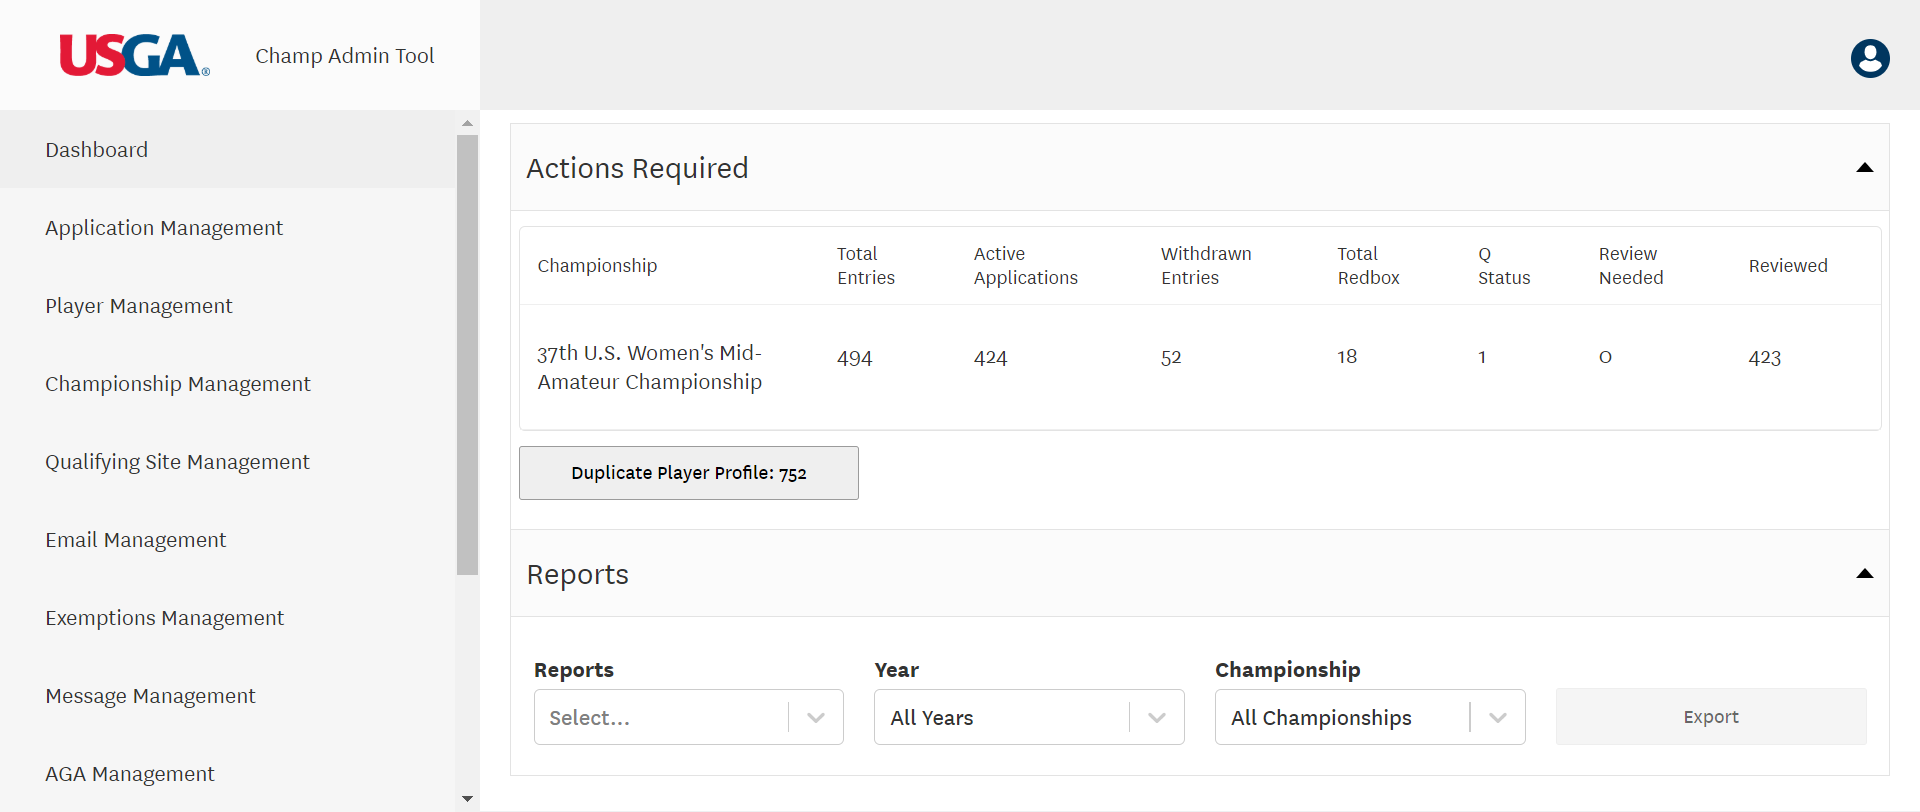 USGA®
Champ Admin Tool
Dashboard
Application Management
Player Management
Championship Management
Qualifying Site Management
Email Management
Exemptions Management
Message Management
AGA Management
Actions Required
Championship
Total
Entries
Active
Applications
Withdrawn
Entries
Total
Redbox
Q
Status
Review
Needed
Reviewed
37th U.S. Women's Mid-
Amateur Championship
494
424
52
18
1
0
423
Duplicate Player Profile: 752
Reports
Reports
Year
Championship
Select...
All Years
All Championships
Export